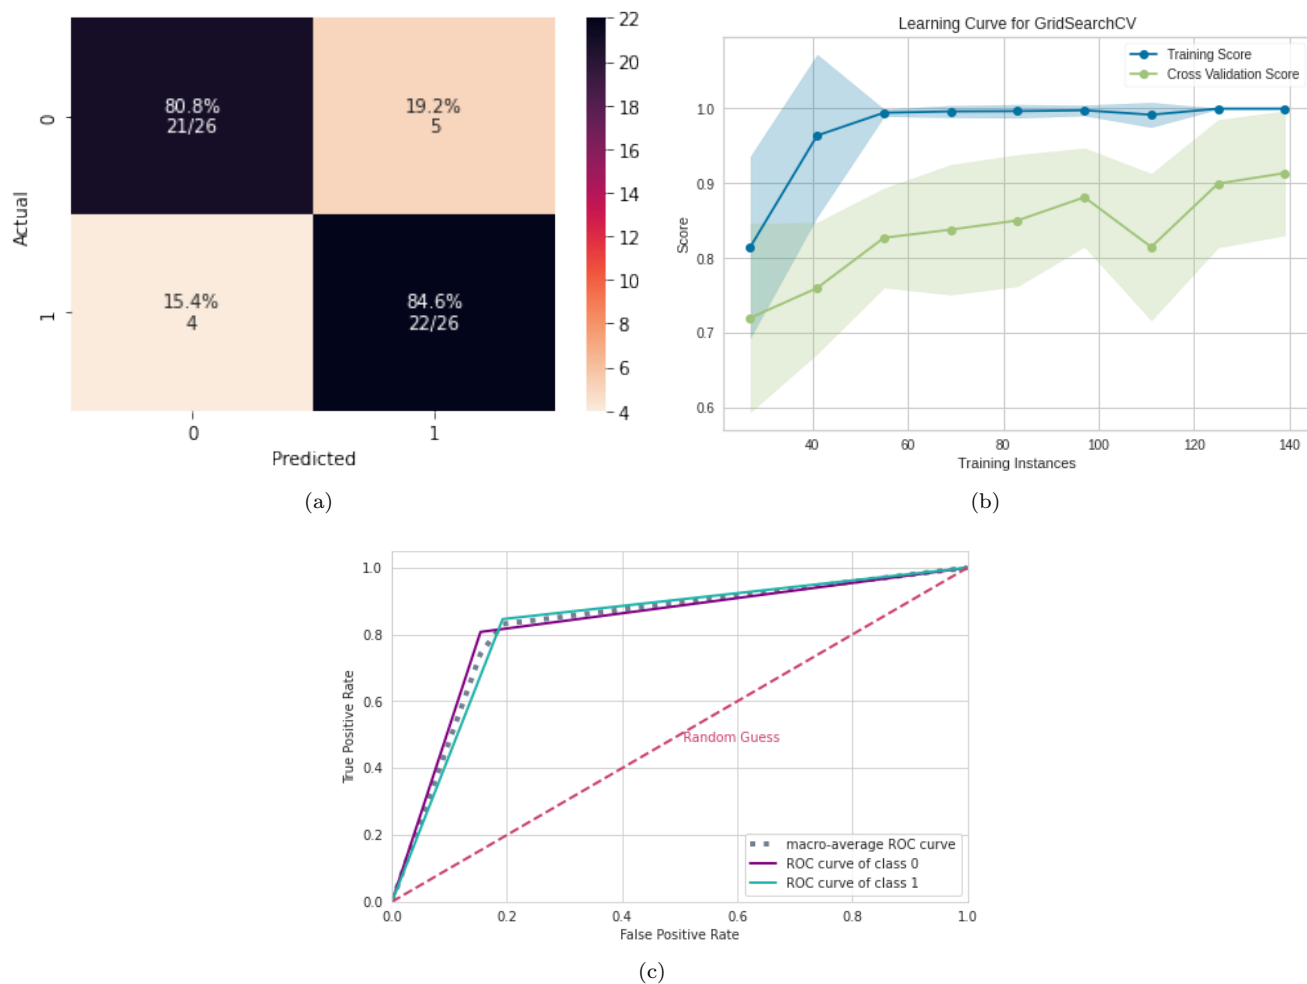 80.8%
21/26
19.2%
5
15.4%
4
84.6%
22/26
0
1
Actual
0
1
Predicted
22
20
18
16
14
12
10
8
6
4
(a)
Learning Curve for GridSearchCV
Training Score
Cross Validation Score
1.0
0.9
0.8
0.7
0.6
Score
40
60
80
100
120
140
Training Instances
(b)
1.0
0.8
0.6
0.4
0.2
0.0
True Positive Rate
Random Guess
macro-average ROC curve
ROC curve of class 0
ROC curve of class 1
0.0
0.2
0.4
0.6
0.8
1.0
False Positive Rate
(c)